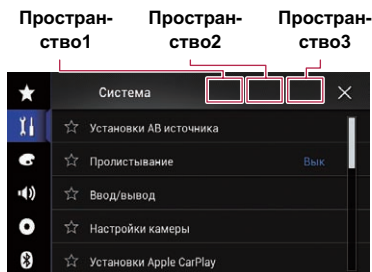 Простран-
ство1
Простран-
ство2
Простран-
ство3
Система
Установки АВ источника
Пролистывание Вык
Ввод/вывод
Настройки камеры
Установки Apple CarPlay